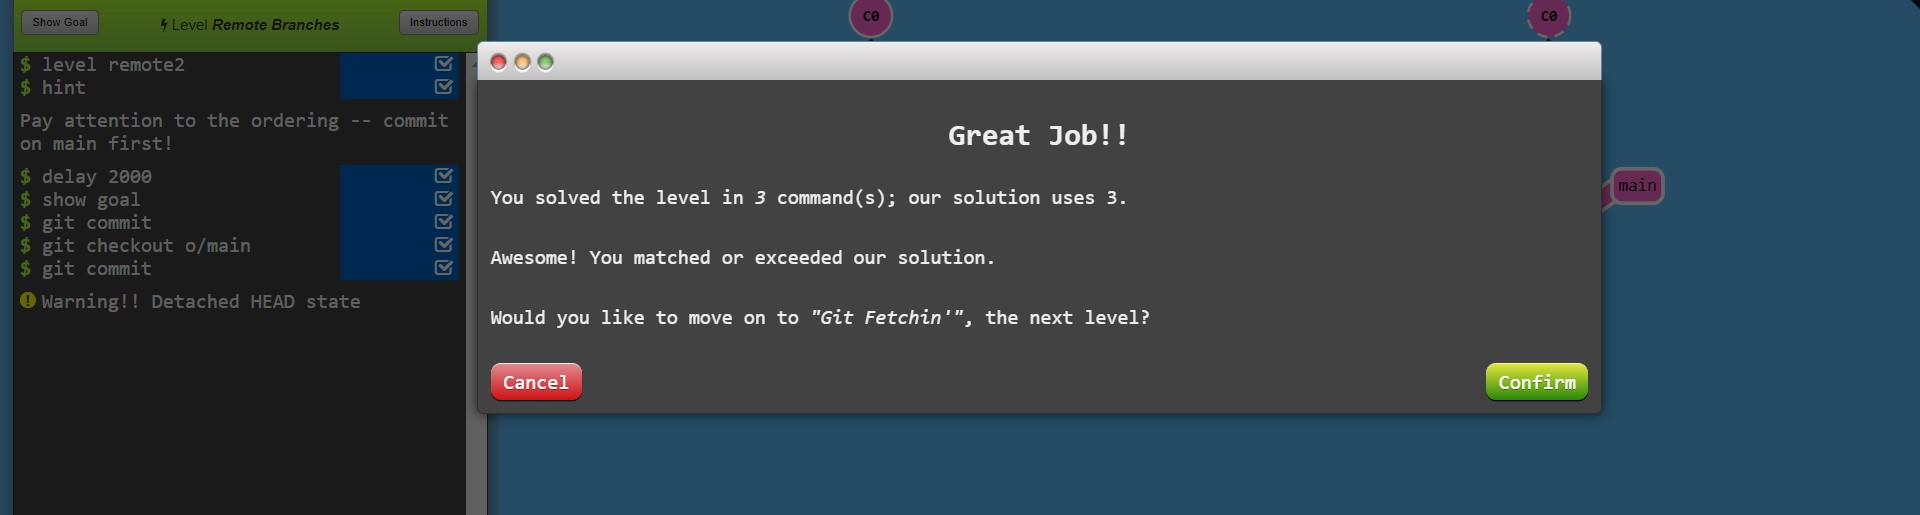 Show Goal
Level Remote Branches
Instructions
$ level remote2
$ hint
Pay attention to the ordering -- commit
on main first!
$ delay 2000
$ show goal
$ git commit
$ git checkout o/main
$ git commit
Warning!! Detached HEAD state
C0
C0
main
Great Job!!
You solved the level in 3 command(s); our solution uses 3.
Awesome! You matched or exceeded our solution.
Would you like to move on to "Git Fetchin'", the next level?
Cancel
Confirm